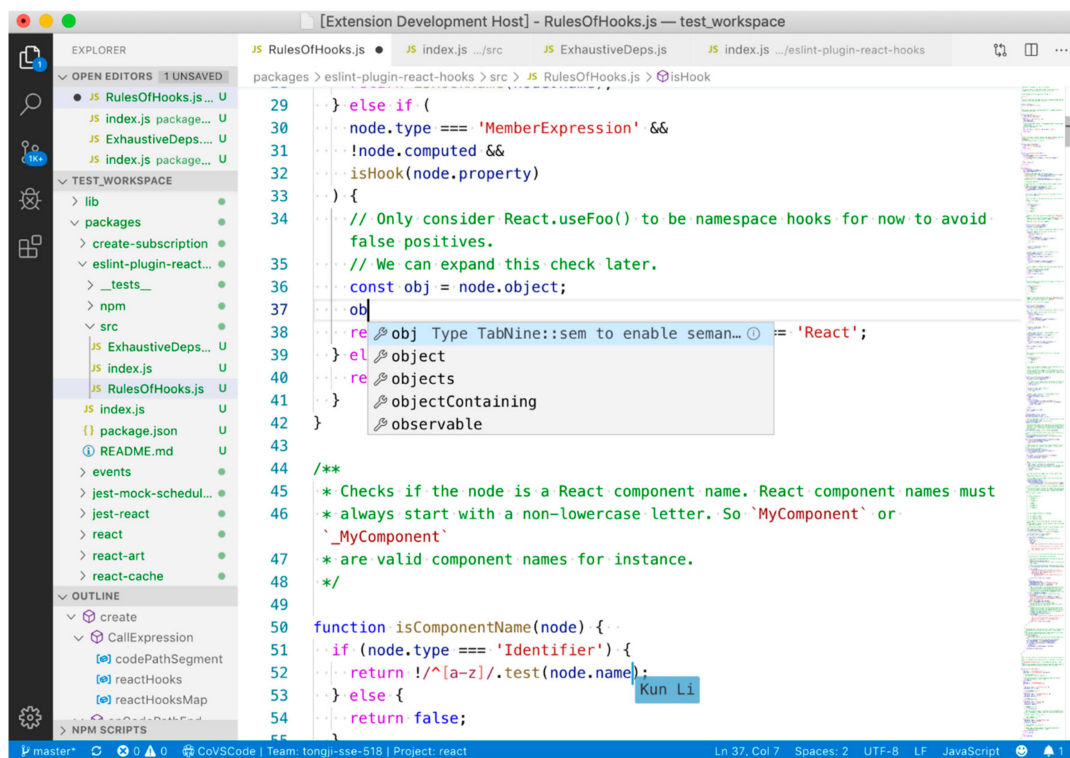 [Extension Development Host] - RulesOfHooks.js — test_workspace
EXPLORER
JS RulesOfHooks.js ●
JS index.js .../src
JS ExhaustiveDeps.js
JS index.js .../eslint-plugin-react-hooks
1
1K+
OPEN EDITORS 1 UNSAVED
● JS RulesOfHooks.js ... U
JS index.js package... U
JS ExhaustiveDeps.... U
JS index.js package... U
TEST_WORKSPACE
> lib
packages
> create-subscription
eslint-plugin-react...
> __tests__
> npm
src
JS ExhaustiveDeps... U
JS index.js U
JS RulesOfHooks.js U
JS index.js U
{} package.json U
README.md U
> events
> jest-mock-schedul...
> jest-react
> react
> react-art
> react-cache
OUTLINE
create
CallExpression
codePathSegment
reactHooks
reactHooksMap
> NPM SCRIPTS
packages > eslint-plugin-react-hooks > src > JS RulesOfHooks.js > isHook
29 } else if (
30 node.type === 'MemberExpression' &&
31 !node.computed &&
32 isHook(node.property)
33 ) {
34 // Only consider React.useFoo() to be namespace hooks for now to avoid
false positives.
35 // We can expand this check later.
36 const obj = node.object;
37 ob
38 re == 'React';
39 } el
40 re
41 }
42 }
obj Type TabNine::sem to enable seman…
object
objects
objectContaining
observable
43
44 /**
45 * Checks if the node is a React component name. React component names must
46 * always start with a non-lowercase letter. So `MyComponent` or
`_MyComponent`
47 * are valid component names for instance.
48 */
49
50 function isComponentName(node) {
51 if (node.type === 'Identifier') {
52 return !/^[a-z]/.test(node.name);
Kun Li
53 } else {
54 return false;
master* 0 0 CoVSCode | Team: tongji-sse-518 | Project: react
Ln 37, Col 7 Spaces: 2 UTF-8 LF JavaScript 1